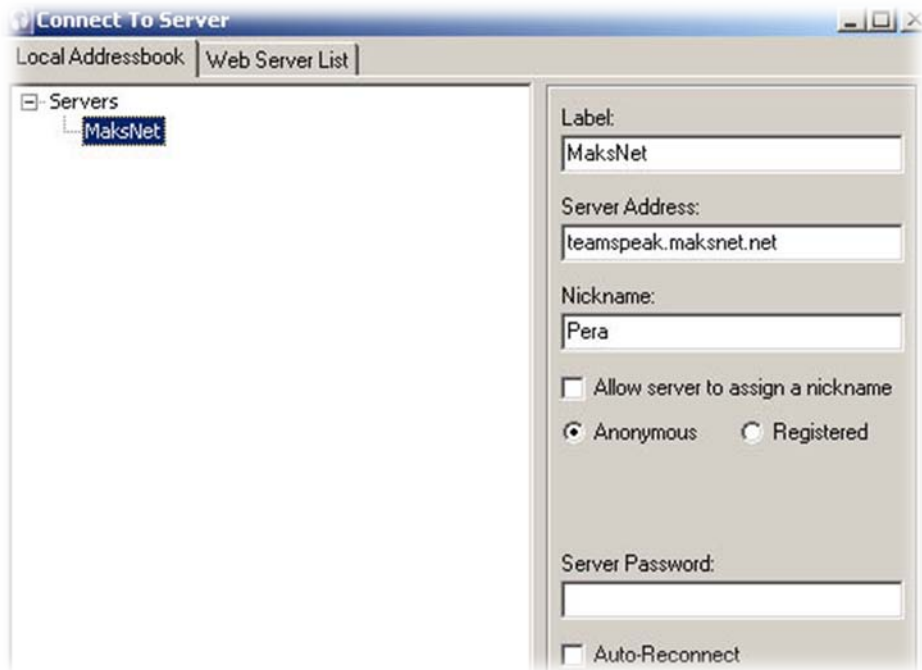 Connect To Server
Local Addressbook Web Server List
Servers
MaksNet
Label:
MaksNet
Server Address:
teamspeak.maksnet.net
Nickname:
Pera
Allow server to assign a nickname
Anonymous Registered
Server Password:
Auto-Reconnect